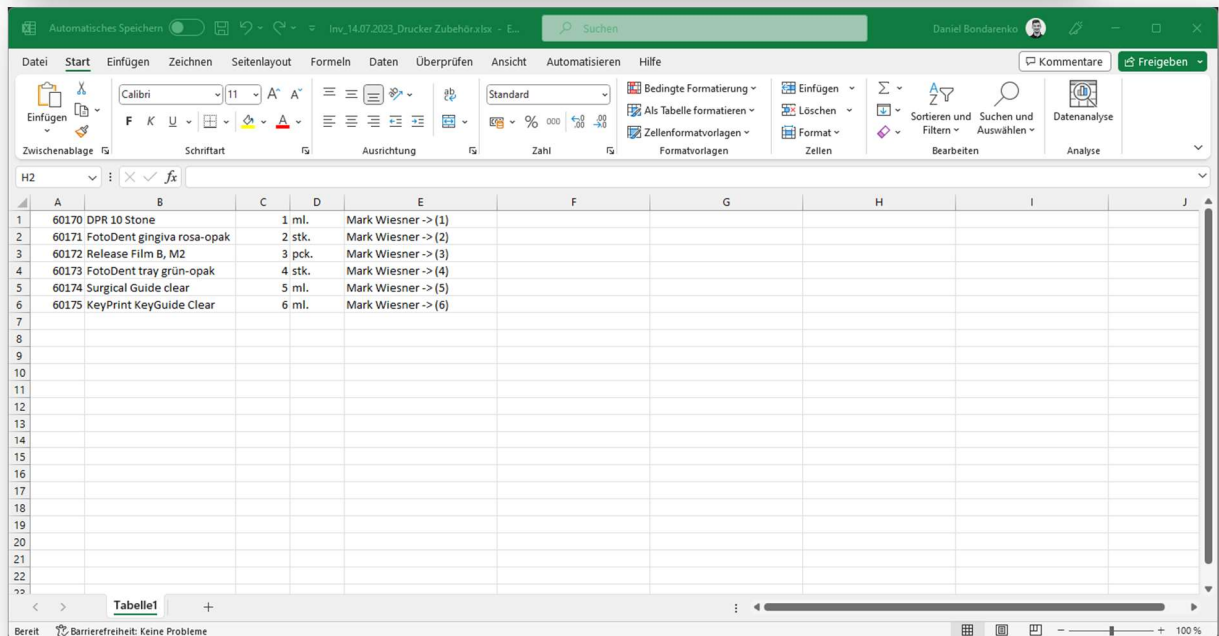 Automatisches Speichern Inv_14.07.2023_Drucker Zubehör.xlsx - E... Suchen Daniel Bondarenko
Datei Start Einfügen Zeichnen Seitenlayout Formeln Daten Überprüfen Ansicht Automatisieren Hilfe Kommentare Freigeben
Einfügen
Zwischenablage
Calibri 11
F K U
Schriftart
ab
Ausrichtung
Standard
% 000
Zahl
Bedingte Formatierung
Als Tabelle formatieren
Zellenformatvorlagen
Formatvorlagen
Einfügen
Löschen
Format
Zellen
Sortieren und Filtern
Suchen und Auswählen
Bearbeiten
Datenanalyse
Analyse
H2 fx
A B C D E F G H I J
1 60170 DPR 10 Stone 1 ml. Mark Wiesner -> (1)
2 60171 FotoDent gingiva rosa-opak 2 stk. Mark Wiesner -> (2)
3 60172 Release Film B, M2 3 pck. Mark Wiesner -> (3)
4 60173 FotoDent tray grün-opak 4 stk. Mark Wiesner -> (4)
5 60174 Surgical Guide clear 5 ml. Mark Wiesner -> (5)
6 60175 KeyPrint KeyGuide Clear 6 ml. Mark Wiesner -> (6)
7
8
9
10
11
12
13
14
15
16
17
18
19
20
21
22
Tabelle1
Bereit Barrierefreiheit: Keine Probleme 100 %